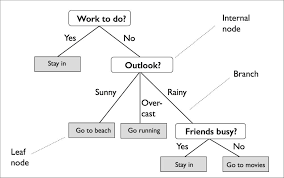 Work to do?
Internal
node
Yes
No
Stay in
Outlook?
Branch
Sunny
Over-
cast
Rainy
Go to beach
Go running
Friends busy?
Leaf
node
Yes
No
Stay in
Go to movies